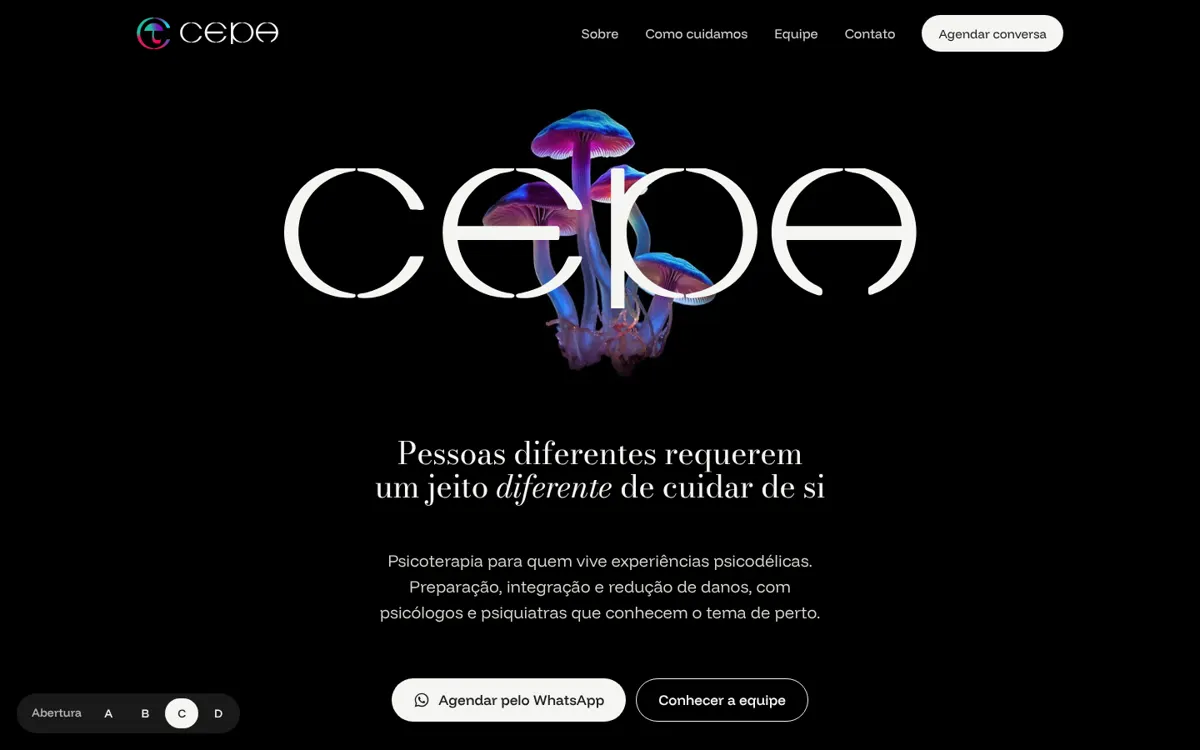 CEPA
Sobre
Como cuidamos
Equipe
Contato
Agendar conversa
CEPA
Pessoas diferentes requerem
um jeito diferente de cuidar de si
Psicoterapia para quem vive experiências psicodélicas.
Preparação, integração e redução de danos, com
psicólogos e psiquiatras que conhecem o tema de perto.
Agendar pelo WhatsApp
Conhecer a equipe
Abertura
A
B
C
D